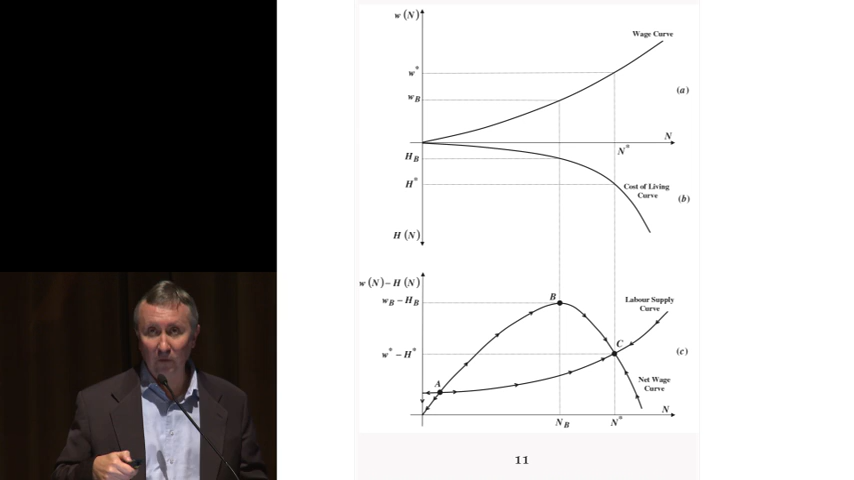 w (N)
Wage Curve
w*
w_B
(a)
N
N*
H_B
H*
Cost of Living
Curve
(b)
H (N)
w (N) – H (N)
w_B – H_B
B
Labour Supply
Curve
C
w* – H*
(c)
A
Net Wage
Curve
N
N_B
N*
11